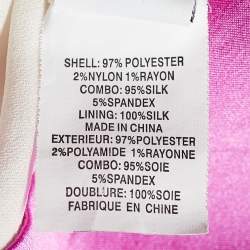 SHELL: 97% POLYESTER
2%NYLON 1%RAYON
COMBO: 95%SILK
5%SPANDEX
LINING: 100%SILK
MADE IN CHINA
EXTERIEUR: 97%POLYESTER
2%POLYAMIDE 1%RAYONNE
COMBO: 95%SOIE
5%SPANDEX
DOUBLURE: 100%SOIE
FABRIQUE EN CHINE